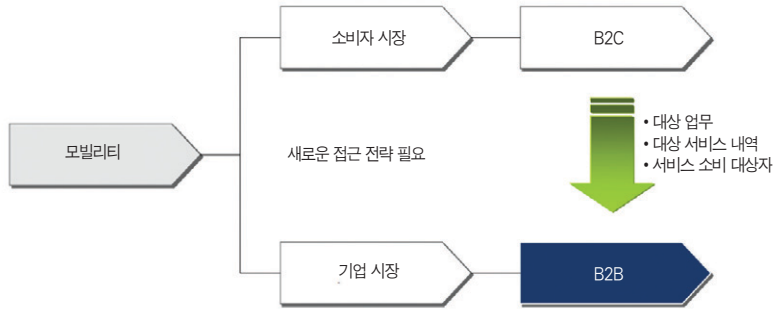 소비자 시장
B2C
모빌리티
새로운 접근 전략 필요
• 대상 업무
• 대상 서비스 내역
• 서비스 소비 대상자
기업 시장
B2B